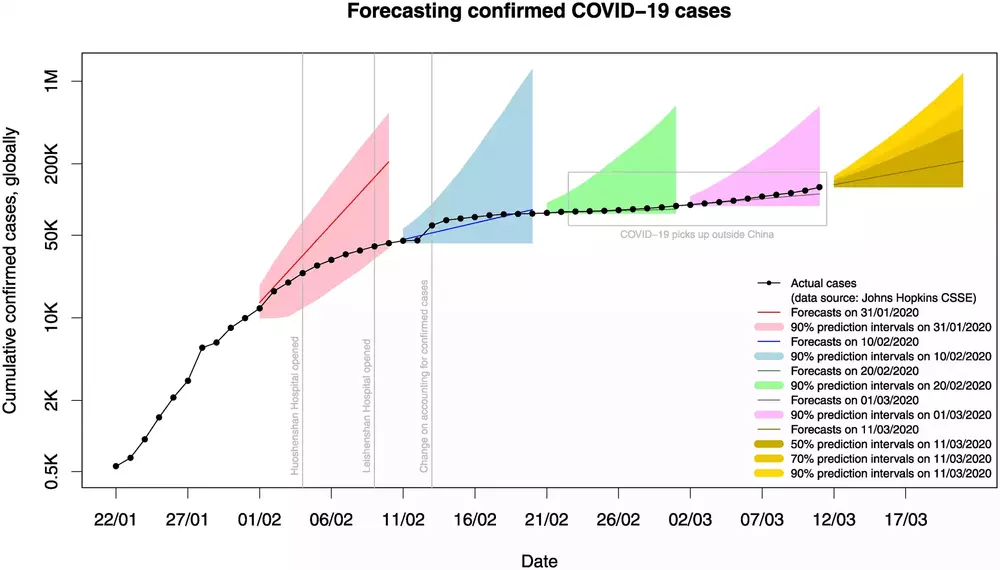 Forecasting confirmed COVID−19 cases
Cumulative confirmed cases, globally
1M
200K
50K
10K
2K
0.5K
Huoshenshan Hospital opened
Leishenshan Hospital opened
Change on accounting for confirmed cases
COVID−19 picks up outside China
Actual cases
(data source: Johns Hopkins CSSE)
Forecasts on 31/01/2020
90% prediction intervals on 31/01/2020
Forecasts on 10/02/2020
90% prediction intervals on 10/02/2020
Forecasts on 20/02/2020
90% prediction intervals on 20/02/2020
Forecasts on 01/03/2020
90% prediction intervals on 01/03/2020
Forecasts on 11/03/2020
50% prediction intervals on 11/03/2020
70% prediction intervals on 11/03/2020
90% prediction intervals on 11/03/2020
22/01 27/01 01/02 06/02 11/02 16/02 21/02 26/02 02/03 07/03 12/03 17/03
Date